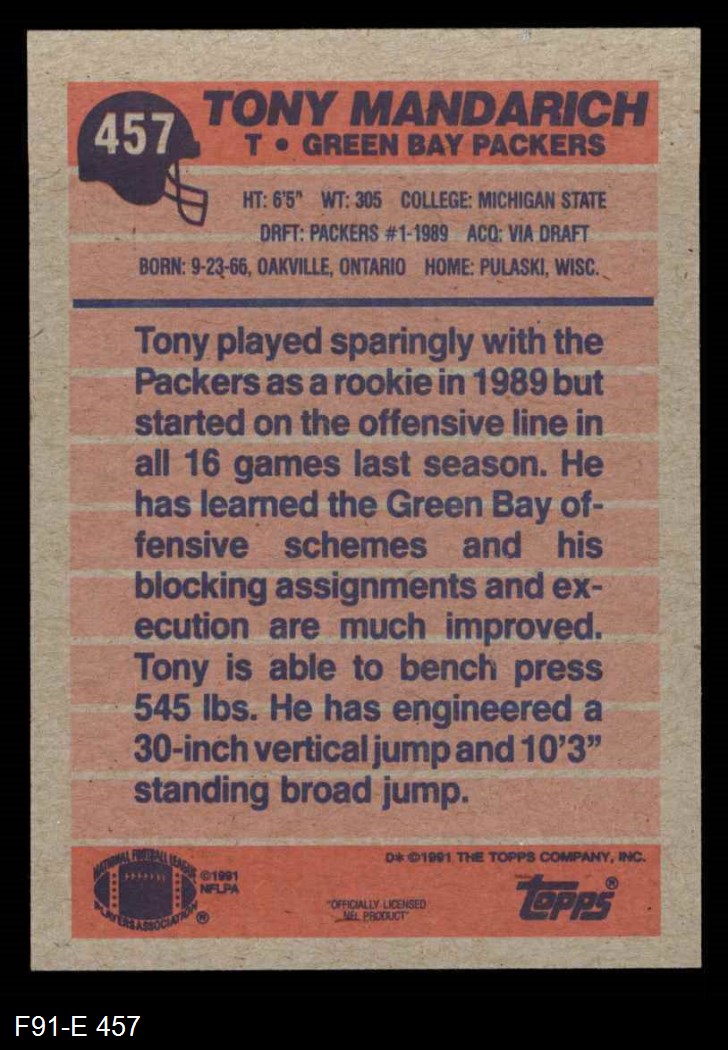 457
TONY MANDARICH
T • GREEN BAY PACKERS
HT: 6'5" WT: 305 COLLEGE: MICHIGAN STATE
DRFT: PACKERS #1-1989 ACQ: VIA DRAFT
BORN: 9-23-66, OAKVILLE, ONTARIO HOME: PULASKI, WISC.
Tony played sparingly with the
Packers as a rookie in 1989 but
started on the offensive line in
all 16 games last season. He
has learned the Green Bay of-
fensive schemes and his
blocking assignments and ex-
ecution are much improved.
Tony is able to bench press
545 lbs. He has engineered a
30-inch vertical jump and 10'3”
standing broad jump.
D* ©1991 THE TOPPS COMPANY, INC.
NATIONAL FOOTBALL LEAGUE
PLAYERS ASSOCIATION ®
©1991
NFLPA
"OFFICIALLY LICENSED
NFL PRODUCT"
topps®
F91-E 457